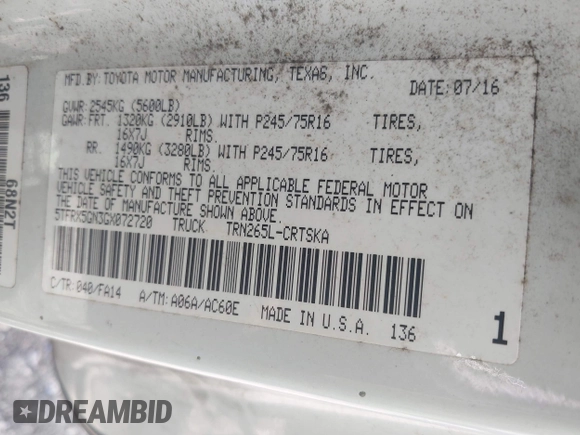 MFD.BY:TOYOTA MOTOR MANUFACTURING, TEXAS, INC.
DATE:07/16
GVWR:2545KG (5600LB)
GAWR:FRT. 1320KG (2910LB) WITH P245/75R16 TIRES,
16X7J RIMS.
RR. 1490KG (3280LB) WITH P245/75R16 TIRES,
16X7J RIMS.
THIS VEHICLE CONFORMS TO ALL APPLICABLE FEDERAL MOTOR
VEHICLE SAFETY AND THEFT PREVENTION STANDARDS IN EFFECT ON
THE DATE OF MANUFACTURE SHOWN ABOVE.
5TFRX5GN3GX072720 TRUCK TRN265L-CRTSKA
C/TR:040/FA14 A/TM:A06A/AC60E
MADE IN U.S.A. 136
1
136
68N2T
DREAMBID